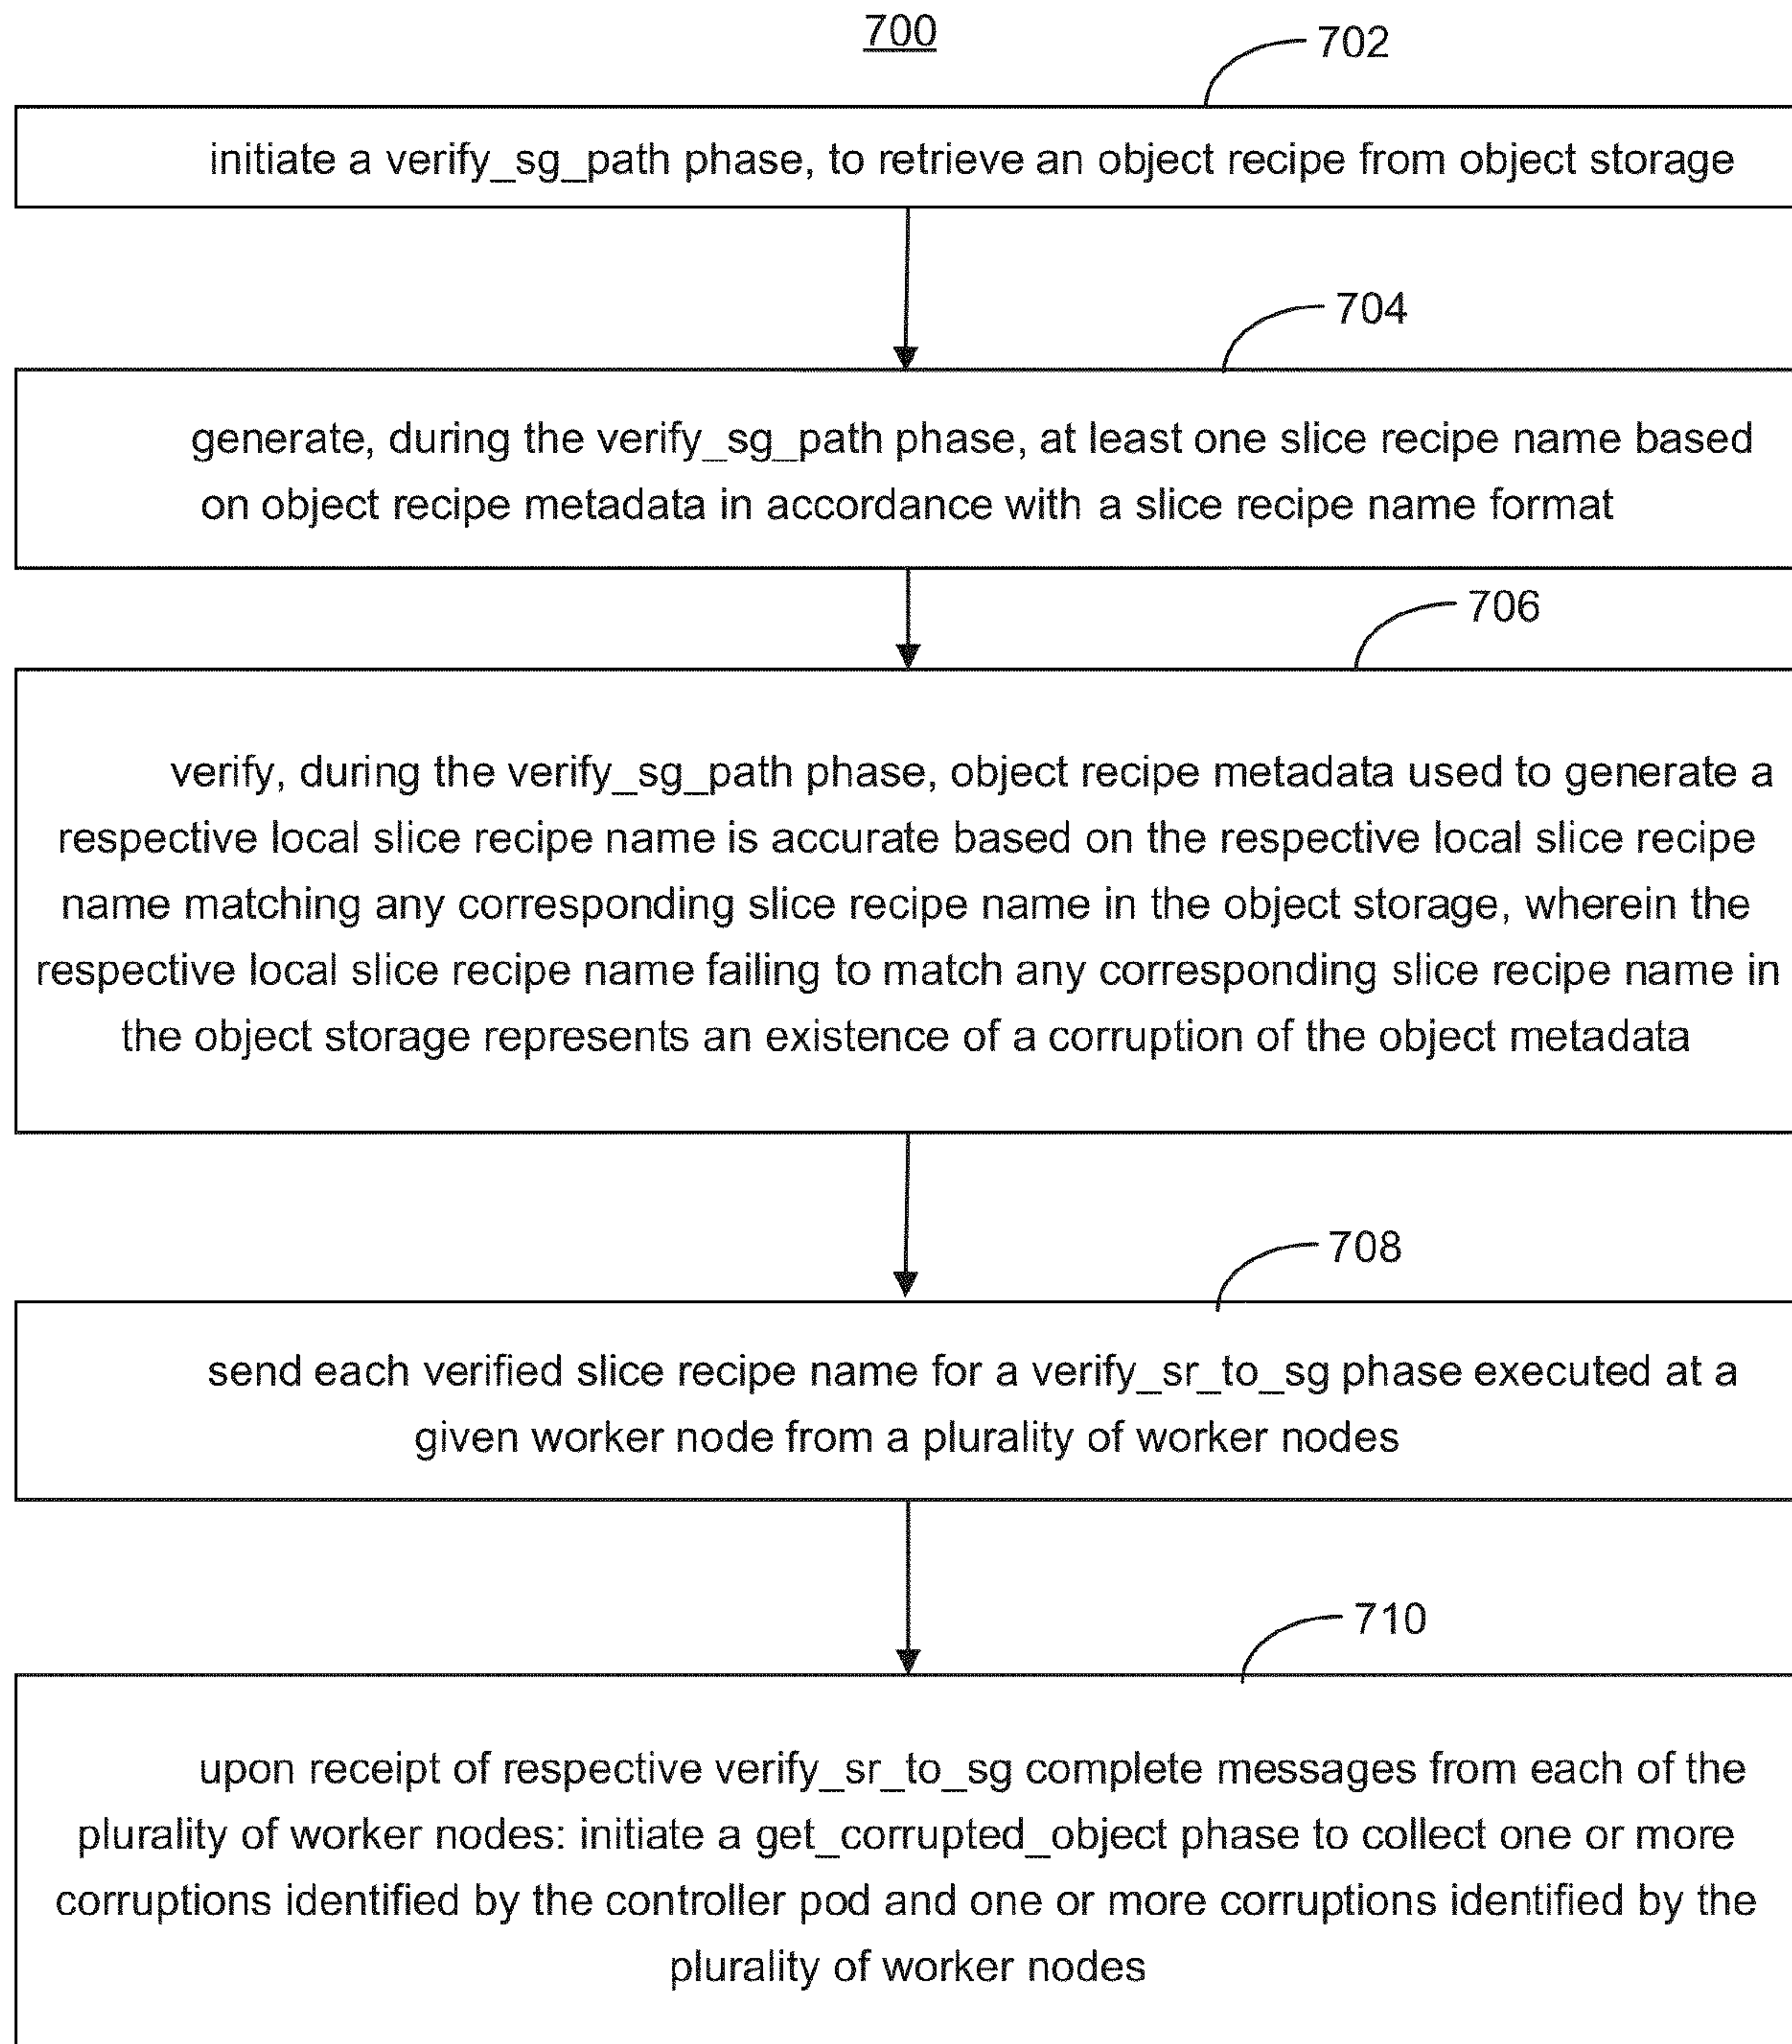 700
702
initiate a verify_sg_path phase, to retrieve an object recipe from object storage
704
generate, during the verify_sg_path phase, at least one slice recipe name based
on object recipe metadata in accordance with a slice recipe name format
706
verify, during the verify_sg_path phase, object recipe metadata used to generate a
respective local slice recipe name is accurate based on the respective local slice recipe
name matching any corresponding slice recipe name in the object storage, wherein the
respective local slice recipe name failing to match any corresponding slice recipe name in
the object storage represents an existence of a corruption of the object metadata
708
send each verified slice recipe name for a verify_sr_to_sg phase executed at a
given worker node from a plurality of worker nodes
710
upon receipt of respective verify_sr_to_sg complete messages from each of the
plurality of worker nodes: initiate a get_corrupted_object phase to collect one or more
corruptions identified by the controller pod and one or more corruptions identified by the
plurality of worker nodes